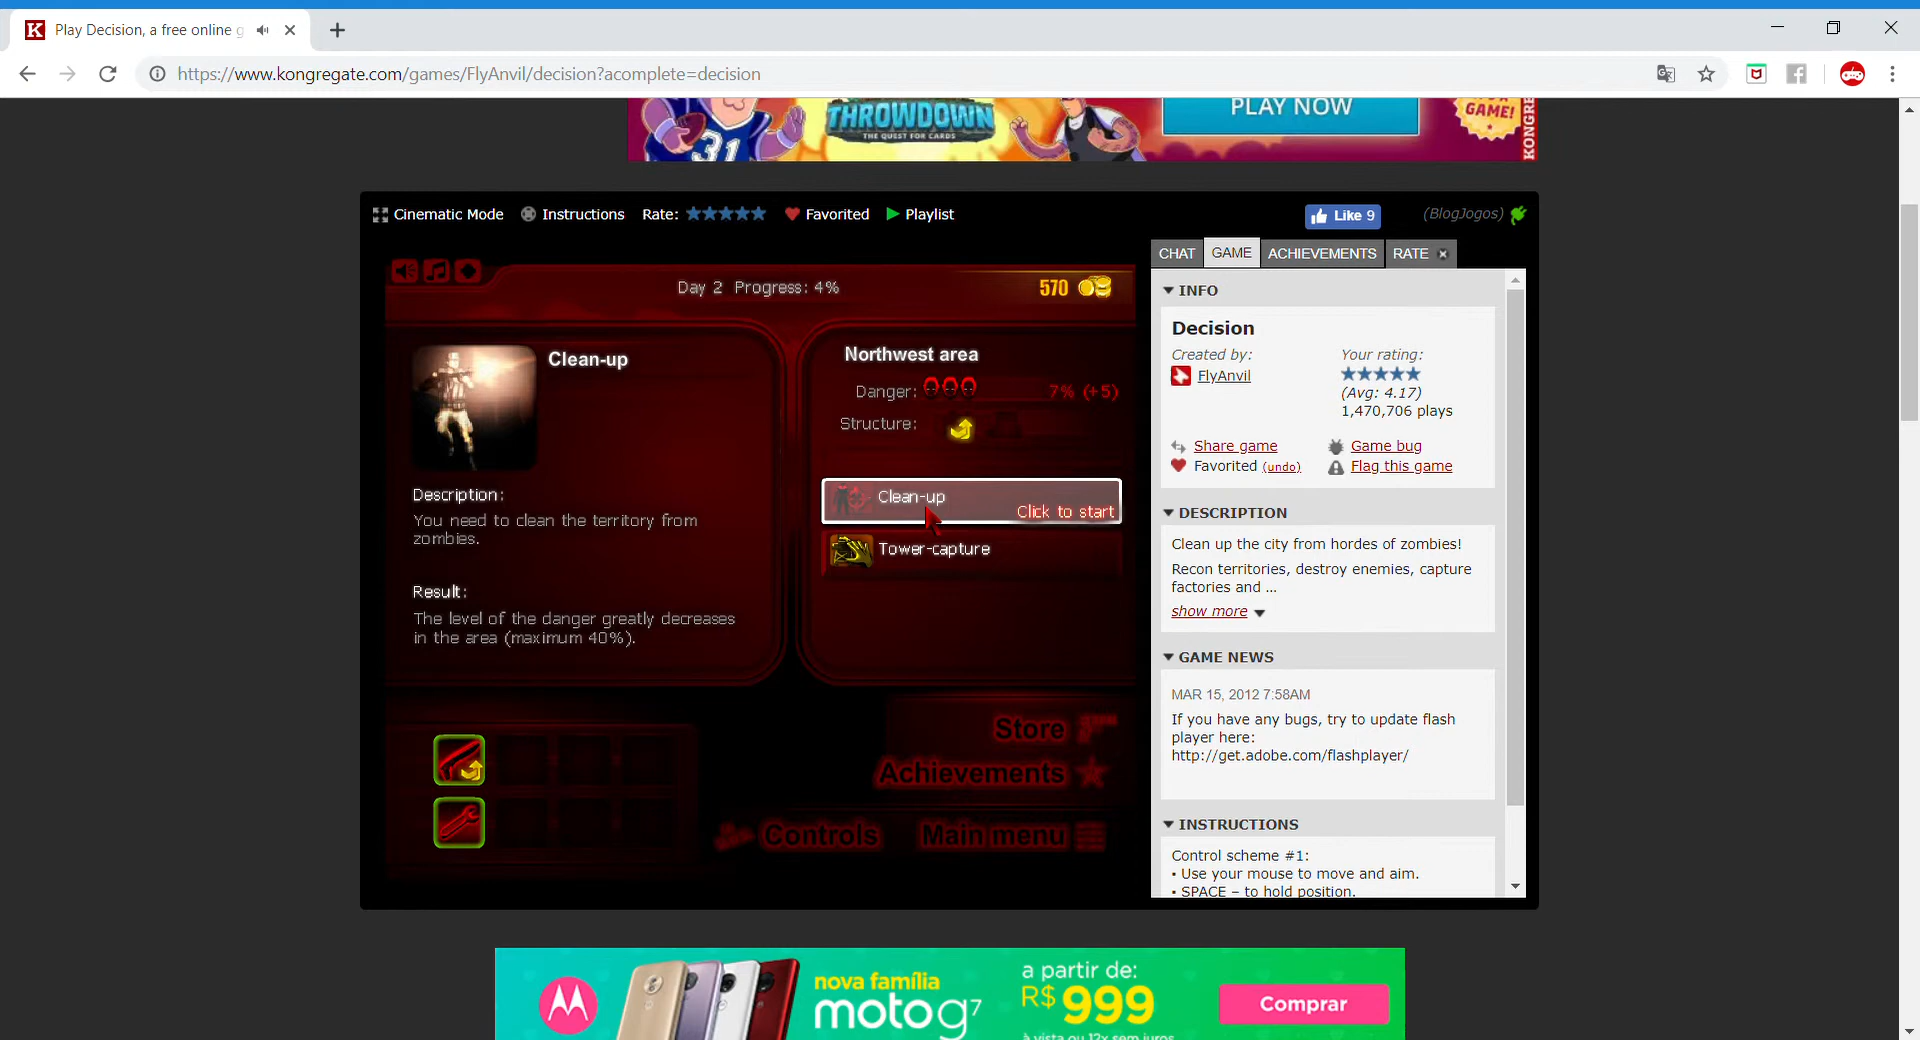 Play Decision, a free online g
https://www.kongregate.com/games/FlyAnvil/decision?acomplete=decision
THROWDOWN
THE QUEST FOR CARDS
31
PLAY NOW
GAME!
KONGRE
Cinematic Mode
Instructions
Rate:
Favorited
Playlist
Like 9
(BlogJogos)
CHAT
GAME
ACHIEVEMENTS
RATE
Day 2 Progress: 4%
570
Clean-up
Description:
You need to clean the territory from
zombies.
Result:
The level of the danger greatly decreases
in the area (maximum 40%).
Northwest area
Danger:
7% (+5)
Structure:
Clean-up
Click to start
Tower-capture
Store
Achievements
Controls
Main menu
INFO
Decision
Created by:
FlyAnvil
Your rating:
(Avg: 4.17)
1,470,706 plays
Share game
Game bug
Favorited (undo)
Flag this game
DESCRIPTION
Clean up the city from hordes of zombies!
Recon territories, destroy enemies, capture
factories and ...
show more
GAME NEWS
MAR 15, 2012 7:58AM
If you have any bugs, try to update flash
player here:
http://get.adobe.com/flashplayer/
INSTRUCTIONS
Control scheme #1:
• Use your mouse to move and aim.
• SPACE – to hold position.
nova família
moto g7
a partir de:
R$ 999
à vista ou 12x sem juros
Comprar